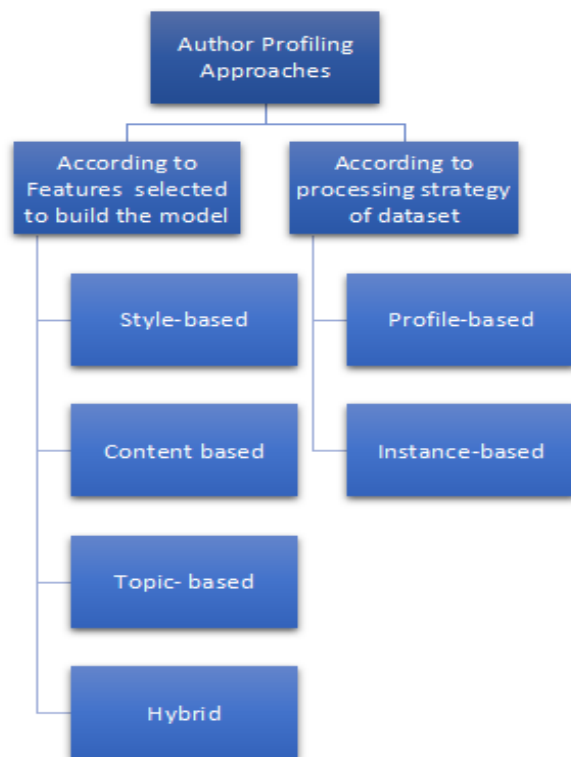 Author Profiling
Approaches
According to
Features selected
to build the model
According to
processing strategy
of dataset
Style-based
Profile-based
Content based
Instance-based
Topic- based
Hybrid